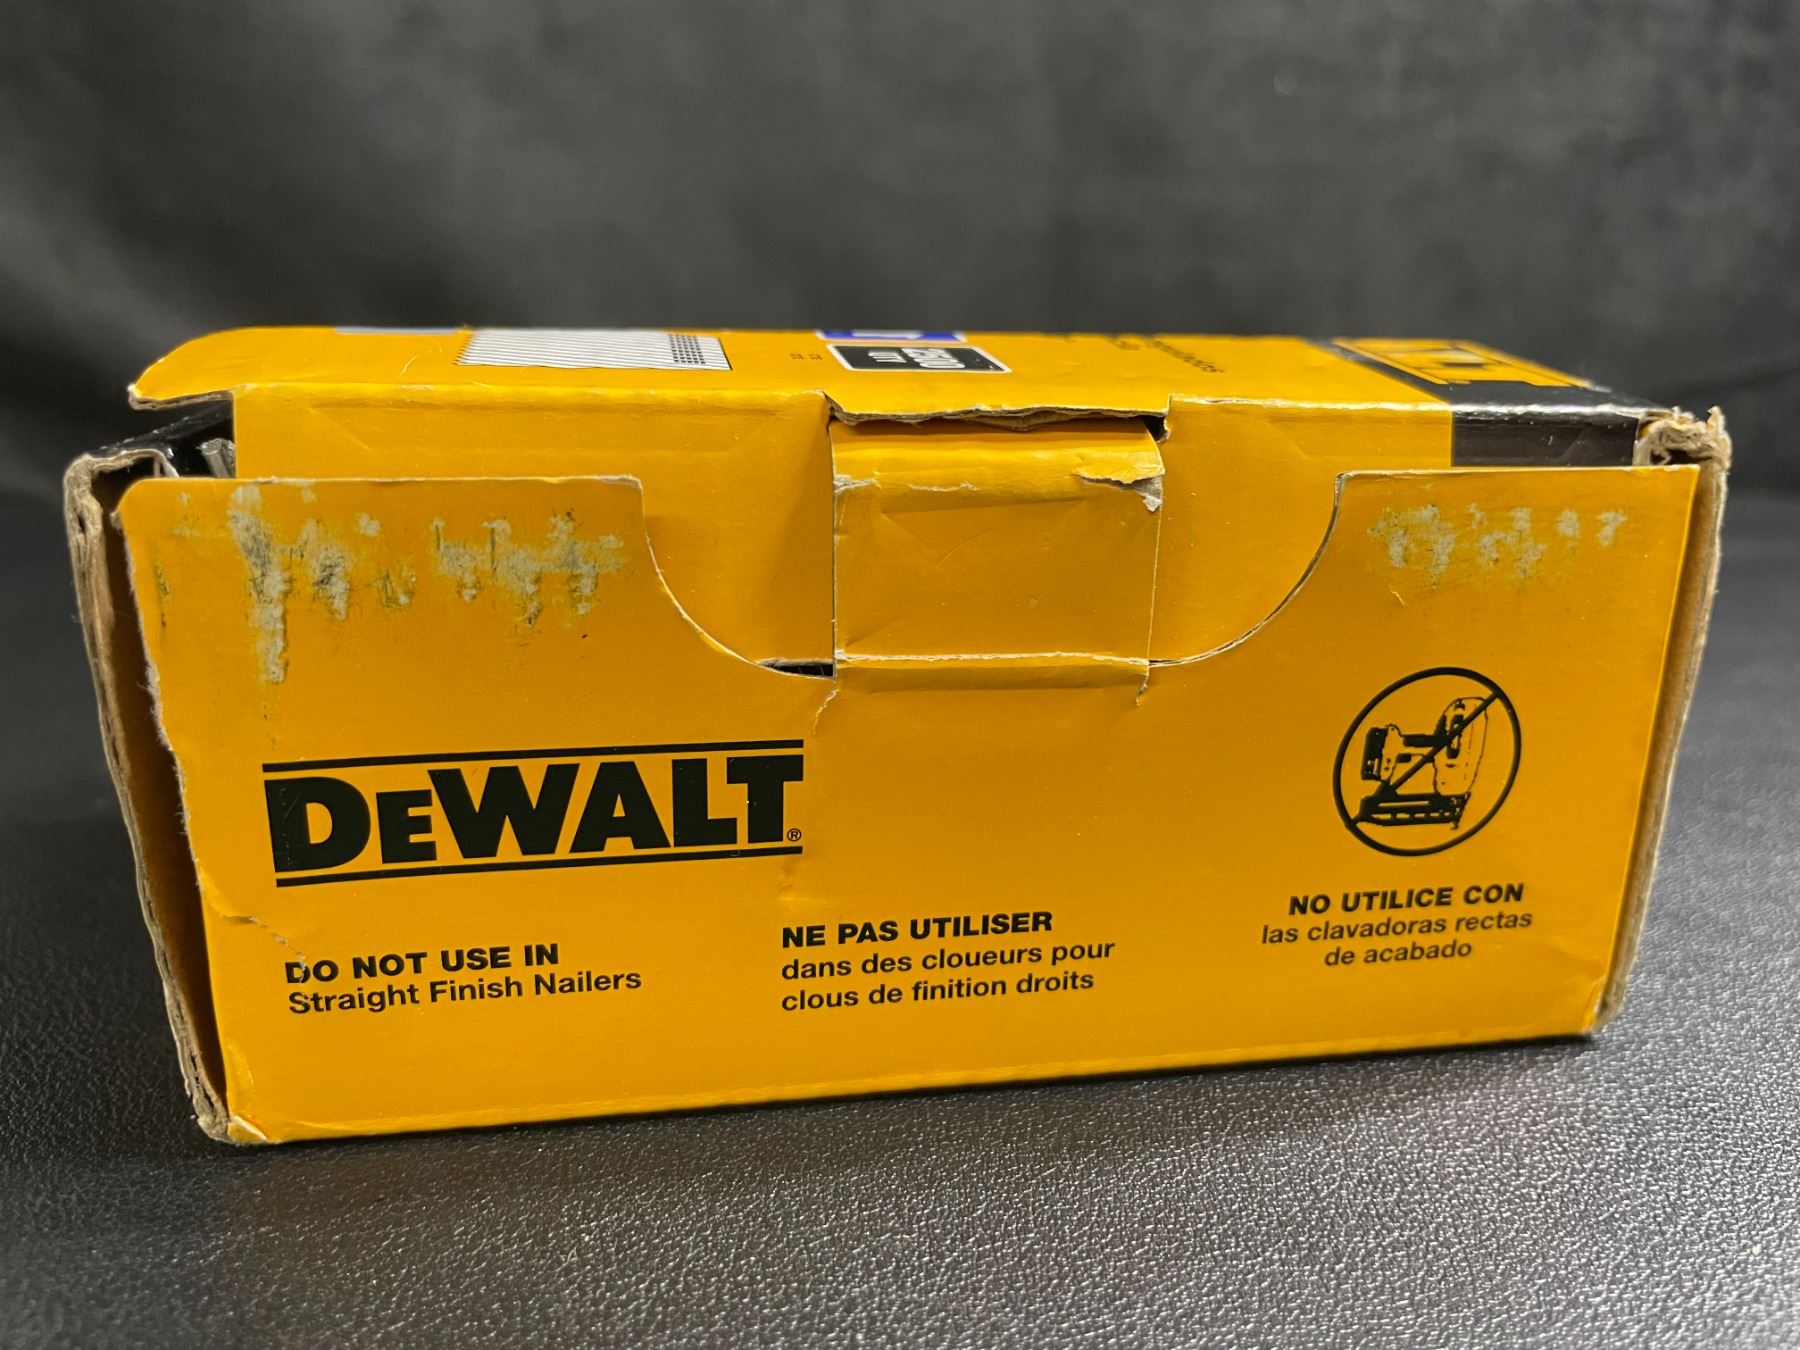 DEWALT®
DO NOT USE IN
Straight Finish Nailers
NE PAS UTILISER
dans des cloueurs pour
clous de finition droits
NO UTILICE CON
las clavadoras rectas
de acabado